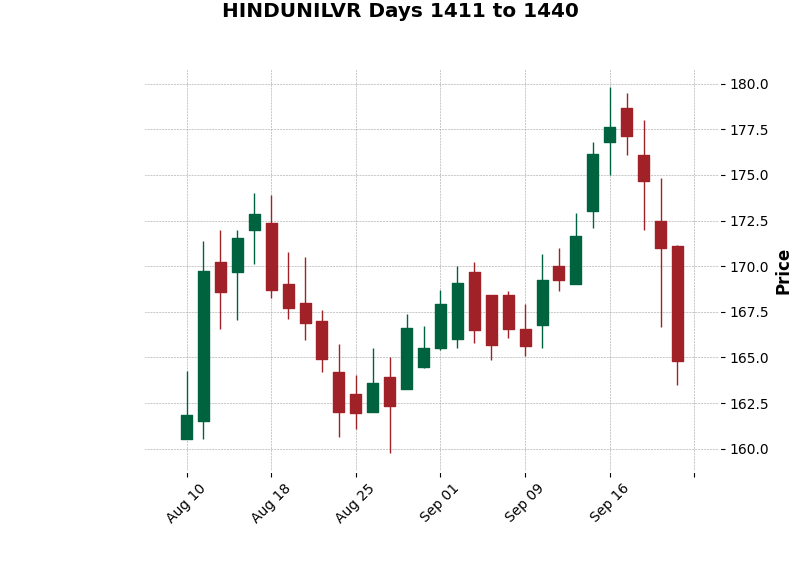 HINDUNILVR Days 1411 to 1440
180.0
177.5
175.0
172.5
170.0
167.5
165.0
162.5
160.0
Price
Aug 10
Aug 18
Aug 25
Sep 01
Sep 09
Sep 16